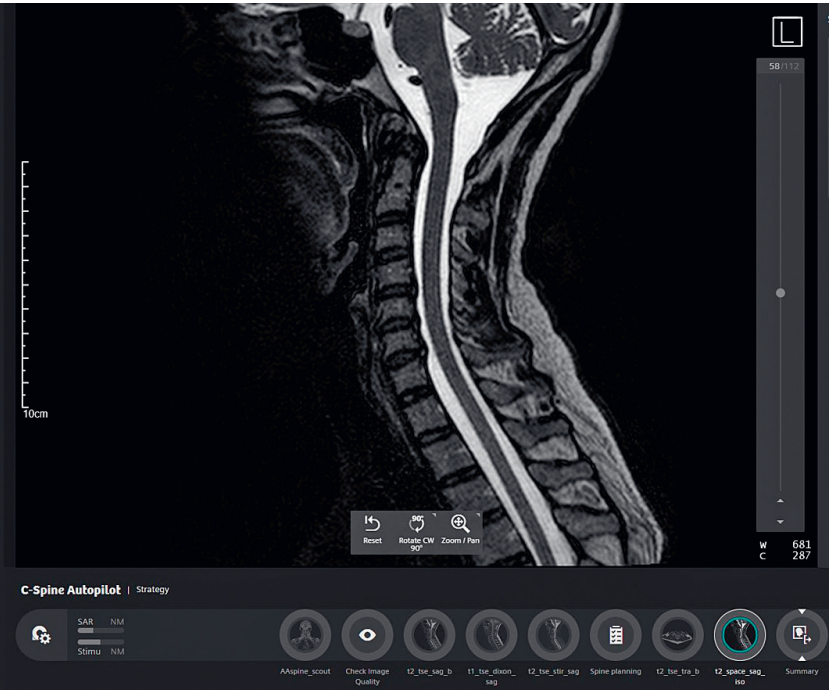 L
58/112
10cm
90°
Reset
Rotate CW
90°
Zoom / Pan
W 681
C 287
C-Spine Autopilot | Strategy
SAR NM
Stimu NM
AAspine_scout
Check Image
Quality
t2_tse_sag_b
t1_tse_dixon_
sag
t2_tse_stir_sag
Spine planning
t2_tse_tra_b
t2_space_sag_
iso
Summary